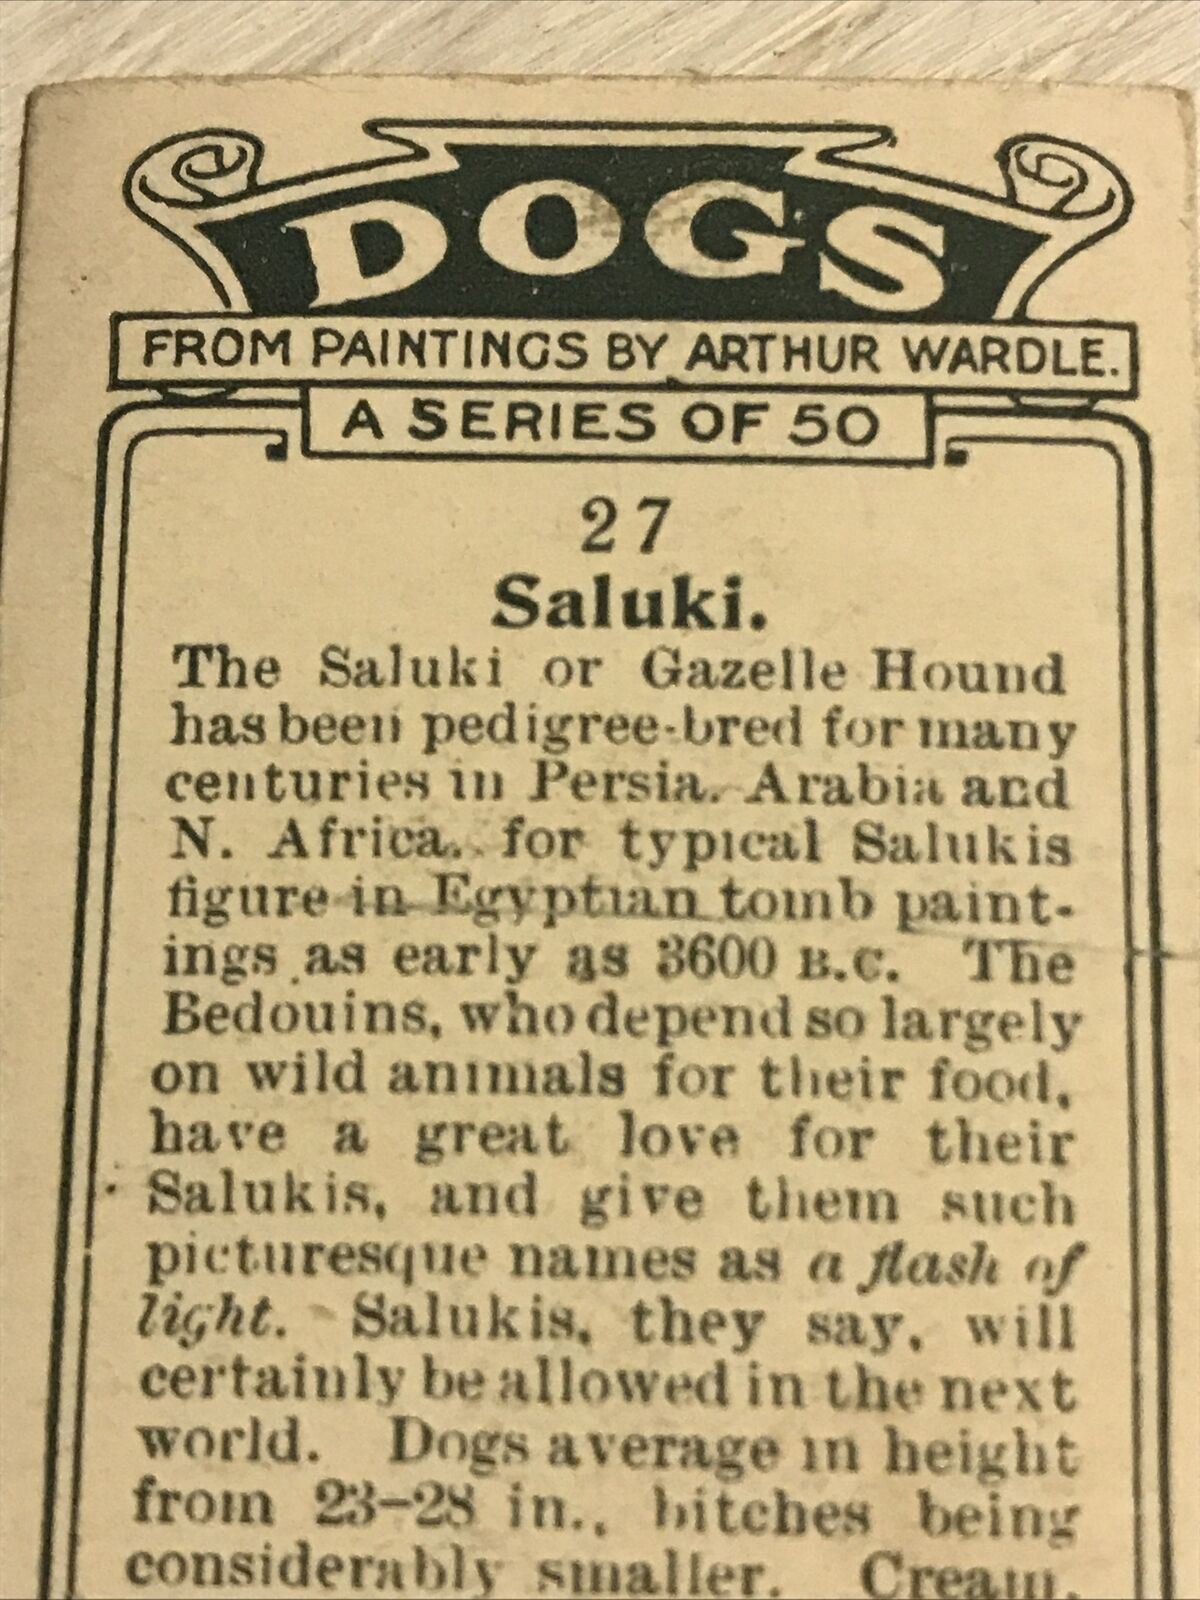 DOGS
FROM PAINTINGS BY ARTHUR WARDLE.
A SERIES OF 50
27
Saluki.
The Saluki or Gazelle Hound
has been pedigree-bred for many
centuries in Persia, Arabia and
N. Africa, for typical Salukis
figure in Egyptian tomb paint-
ings as early as 3600 B.C. The
Bedouins, who depend so largely
on wild animals for their food,
have a great love for their
Salukis, and give them such
picturesque names as a flash of
light. Salukis, they say, will
certainly be allowed in the next
world. Dogs average in height
from 23–28 in., bitches being
considerably smaller. Cream,